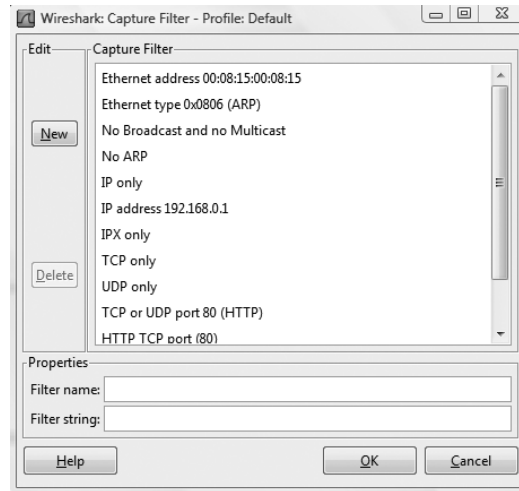 Wireshark: Capture Filter - Profile: Default
Edit
Capture Filter
Ethernet address 00:08:15:00:08:15
Ethernet type 0x0806 (ARP)
New
No Broadcast and no Multicast
No ARP
IP only
IP address 192.168.0.1
IPX only
TCP only
Delete
UDP only
TCP or UDP port 80 (HTTP)
HTTP TCP port (80)
Properties
Filter name:
Filter string:
Help
OK
Cancel